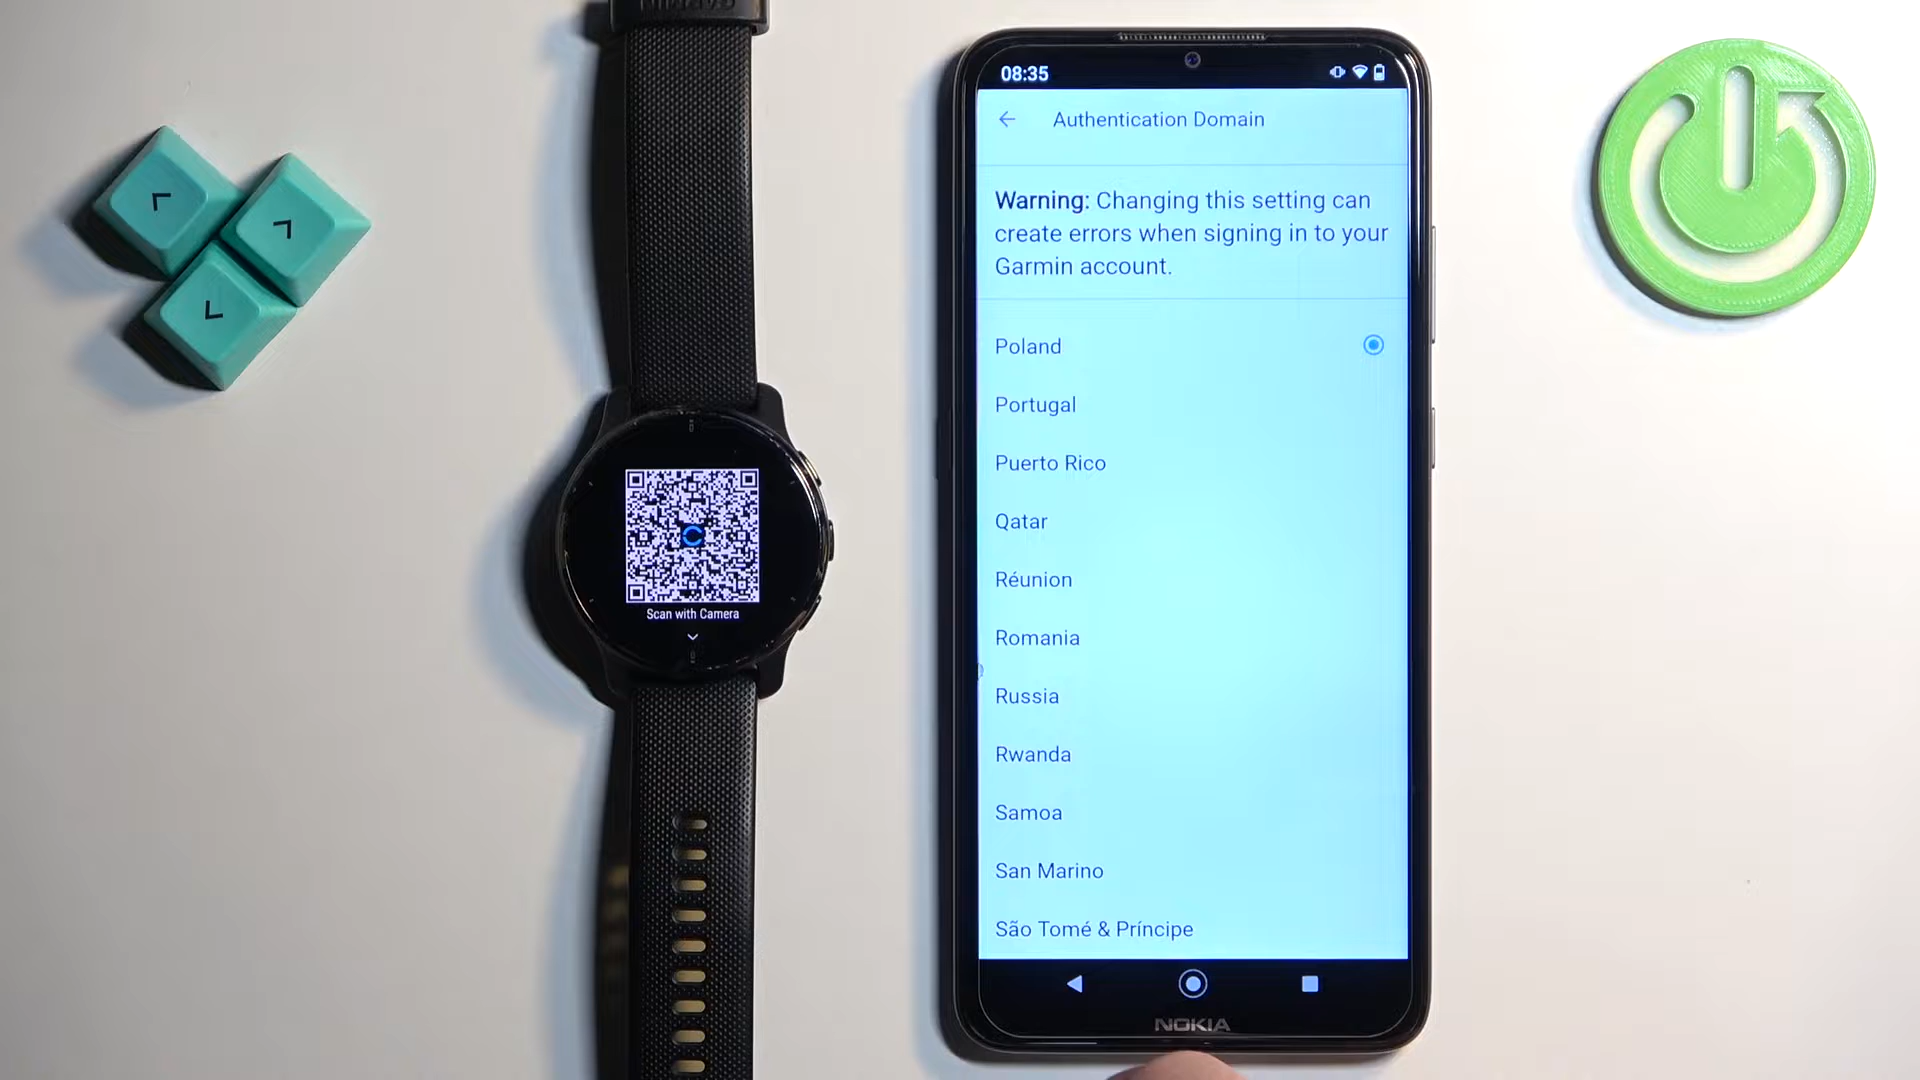 GARMIN
Scan with Camera
08:35
Authentication Domain
Warning: Changing this setting can
create errors when signing in to your
Garmin account.
Poland
Portugal
Puerto Rico
Qatar
Réunion
Romania
Russia
Rwanda
Samoa
San Marino
São Tomé & Príncipe
NOKIA